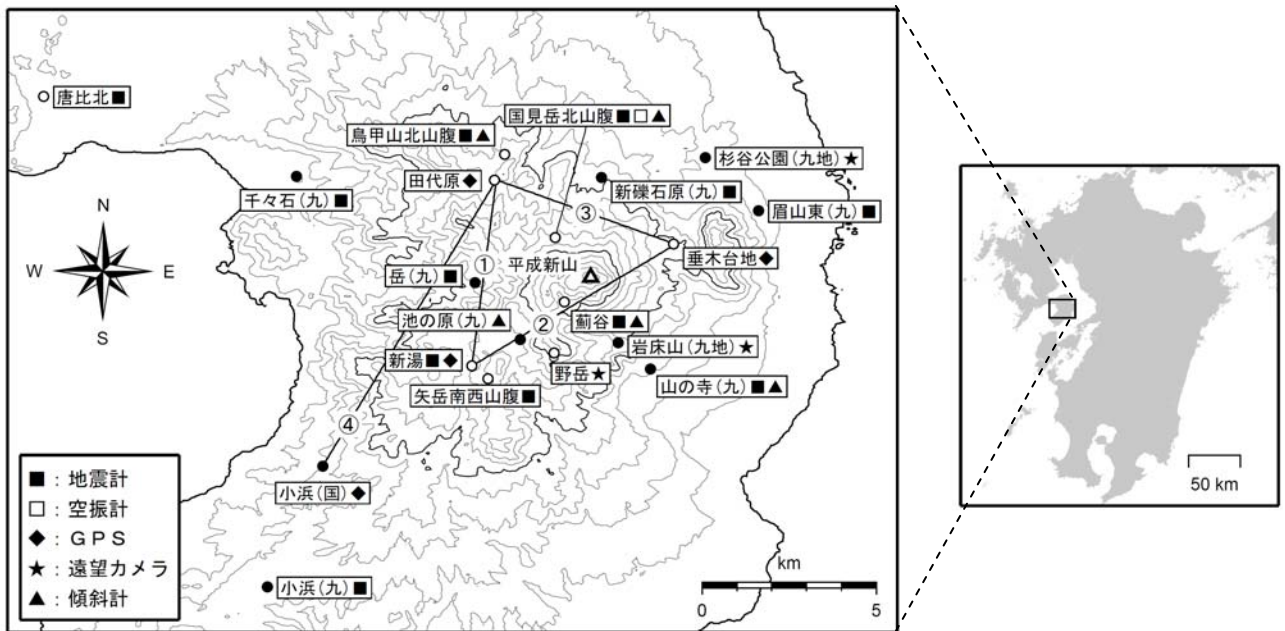 唐比北■
国見岳北山腹■□▲
鳥甲山北山腹■▲
杉谷公園(九地)★
田代原◆
新礫石原(九)■
千々石(九)■
③
眉山東(九)■
N
W
E
S
垂木台地◆
岳(九)■
①
平成新山
池の原(九)▲
②
薊谷■▲
岩床山(九地)★
新湯■◆
野岳★
山の寺(九)■▲
矢岳南西山腹■
④
小浜(国)◆
小浜(九)■
■:地震計
□:空振計
◆:GPS
★:遠望カメラ
▲:傾斜計
km
0
5
50 km